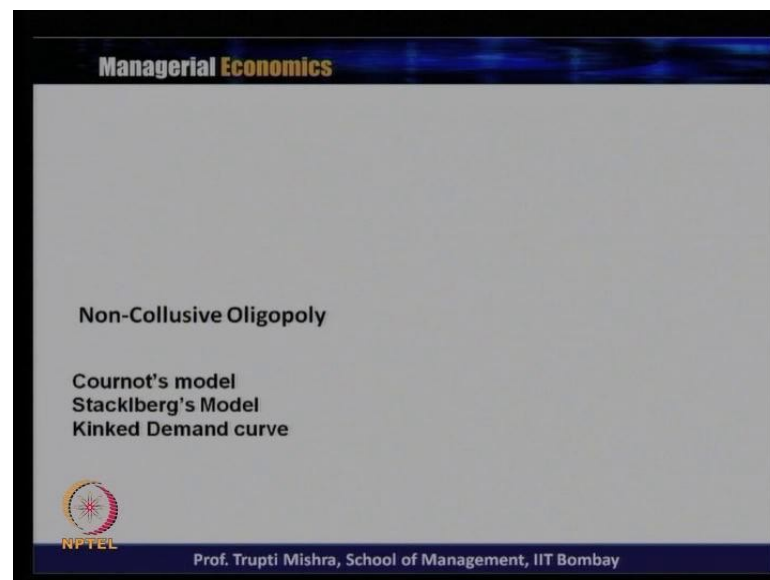 Managerial Economics
Non-Collusive Oligopoly
Cournot's model
Stacklberg's Model
Kinked Demand curve
NPTEL
Prof. Trupti Mishra, School of Management, IIT Bombay